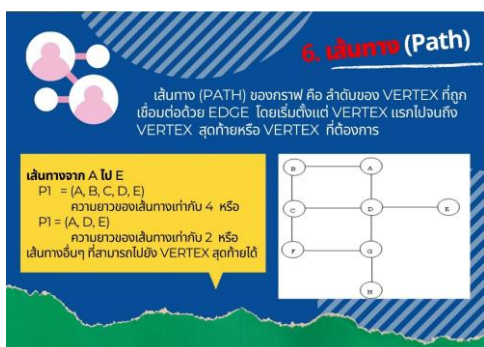 6. เส้นทาง (Path)
เส้นทาง (PATH) ของกราฟ คือ ลำดับของ VERTEX ที่ถูก
เชื่อมต่อด้วย EDGE โดยเริ่มตั้งแต่ VERTEX แรกไปจนถึง
VERTEX สุดท้ายหรือ VERTEX ที่ต้องการ
เส้นทางจาก A ไป E
P1 = (A, B, C, D, E)
ความยาวของเส้นทางเท่ากับ 4 หรือ
P1 = (A, D, E)
ความยาวของเส้นทางเท่ากับ 2 หรือ
เส้นทางอื่นๆ ที่สามารถไปยัง VERTEX สุดท้ายได้
B A
C D E
F G
H